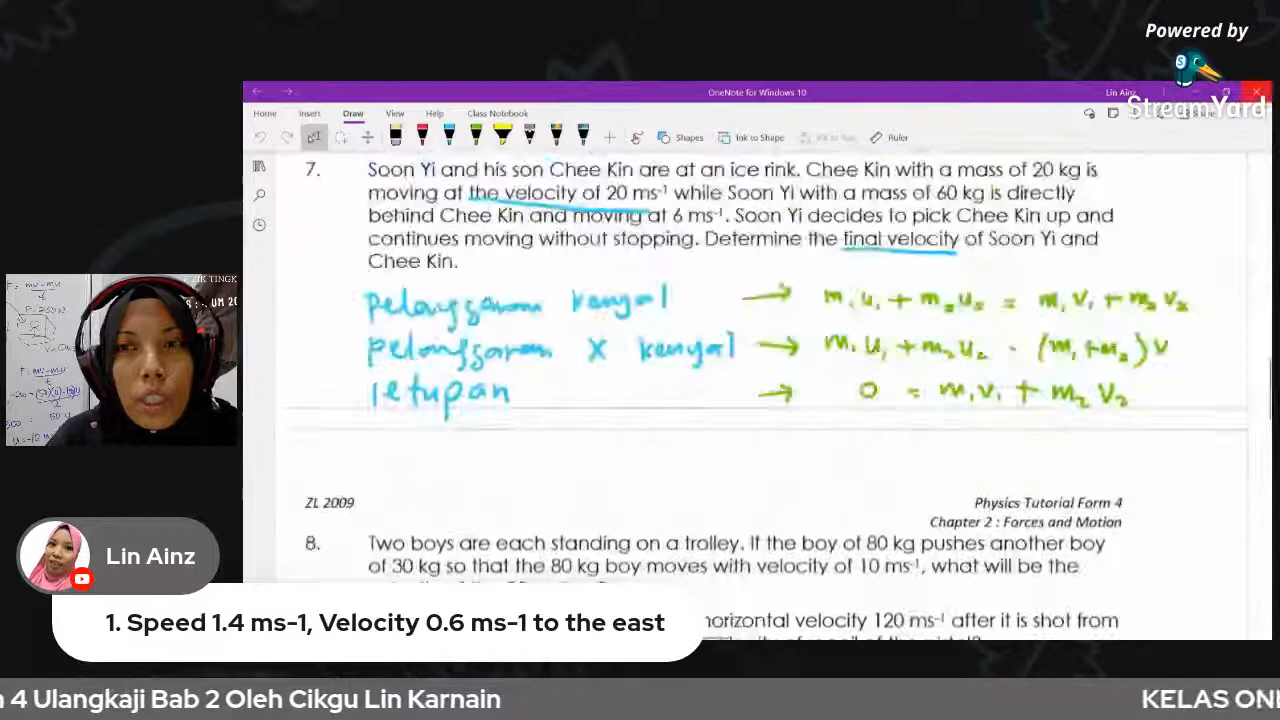 Powered by
StreamYard
OneNote for Windows 10
Lin Ainz
Home Insert Draw View Help Class Notebook
Shapes Ink to Shape Ruler
7. Soon Yi and his son Chee Kin are at an ice rink. Chee Kin with a mass of 20 kg is
moving at the velocity of 20 ms-¹ while Soon Yi with a mass of 60 kg is directly
behind Chee Kin and moving at 6 ms-¹. Soon Yi decides to pick Chee Kin up and
continues moving without stopping. Determine the final velocity of Soon Yi and
Chee Kin.
pelanggaran kenyal → m₁u₁ + m₂u₂ = m₁v₁ + m₂v₂
pelanggaran x kenyal → m₁u₁ + m₂u₂ = (m₁+m₂)v
letupan → 0 = m₁v₁ + m₂v₂
ZL 2009
Physics Tutorial Form 4
Chapter 2 : Forces and Motion
8. Two boys are each standing on a trolley. If the boy of 80 kg pushes another boy
of 30 kg so that the 80 kg boy moves with velocity of 10 ms-¹, what will be the
horizontal velocity 120 ms-¹ after it is shot from
Lin Ainz
1. Speed 1.4 ms-1, Velocity 0.6 ms-1 to the east
4 Ulangkaji Bab 2 Oleh Cikgu Lin Karnain
KELAS